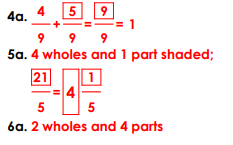 4a. 4/9 + 5/9 = 9/9 = 1
5a. 4 wholes and 1 part shaded;
21/5 = 4 1/5
6a. 2 wholes and 4 parts